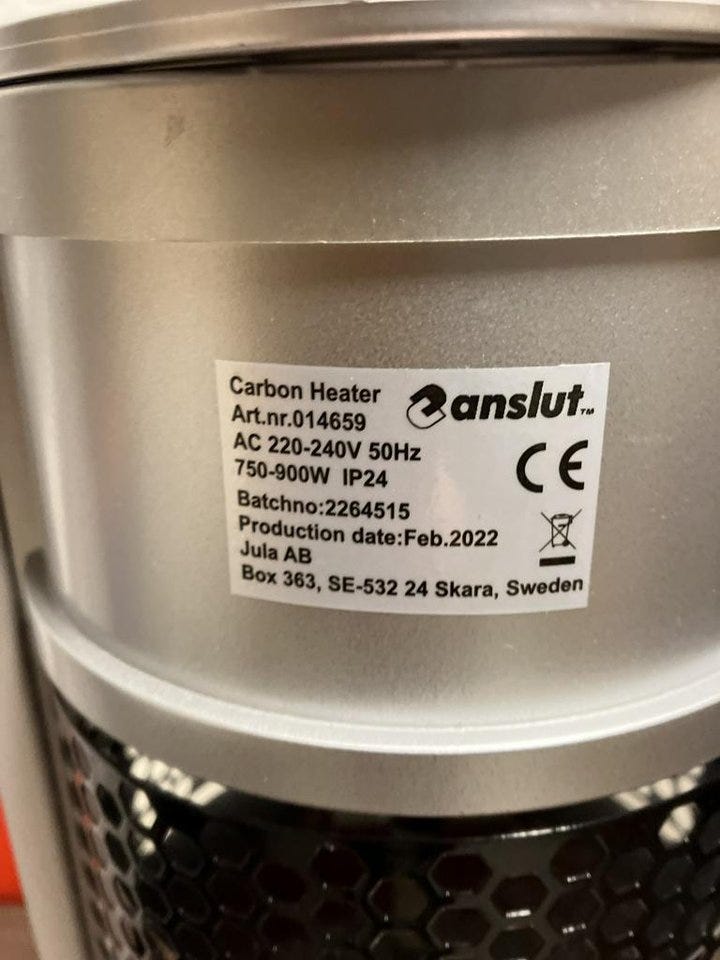 Carbon Heater
anslut™
Art.nr.014659
AC 220-240V 50Hz
750-900W IP24
CE
Batchno:2264515
Production date:Feb.2022
Jula AB
Box 363, SE-532 24 Skara, Sweden